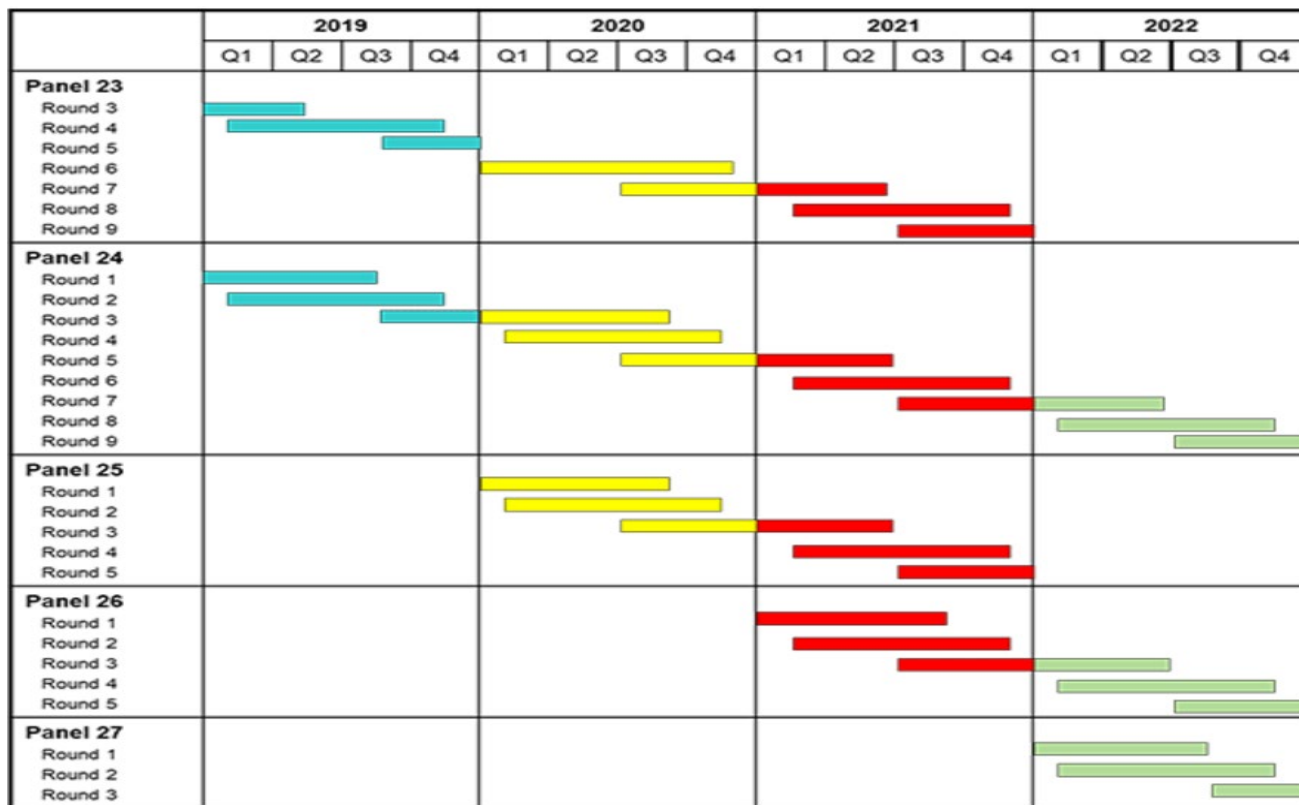 2019 2020 2021 2022
Q1 Q2 Q3 Q4 Q1 Q2 Q3 Q4 Q1 Q2 Q3 Q4 Q1 Q2 Q3 Q4
Panel 23
Round 3
Round 4
Round 5
Round 6
Round 7
Round 8
Round 9
Panel 24
Round 1
Round 2
Round 3
Round 4
Round 5
Round 6
Round 7
Round 8
Round 9
Panel 25
Round 1
Round 2
Round 3
Round 4
Round 5
Panel 26
Round 1
Round 2
Round 3
Round 4
Round 5
Panel 27
Round 1
Round 2
Round 3